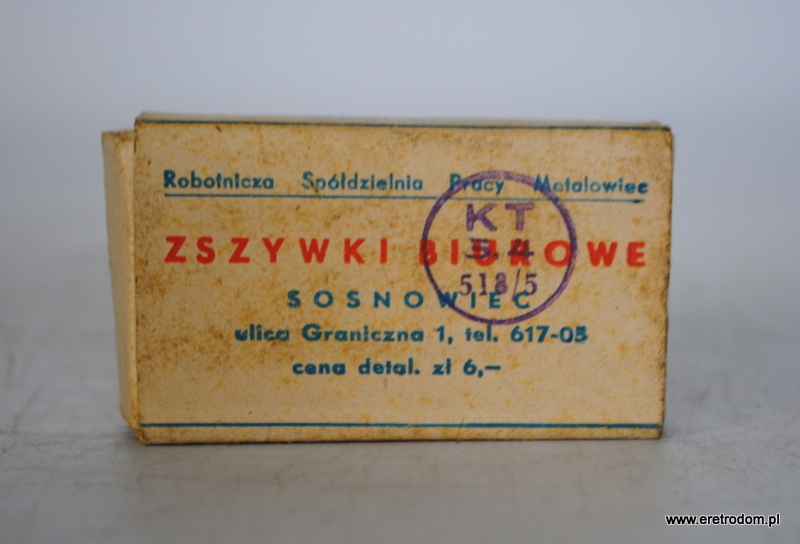 Robotnicza Spółdzielnia Pracy Metalowiec
ZSZYWKI BIUROWE
KT
518/5
SOSNOWIEC
ulica Graniczna 1, tel. 617-05
cena detal. zł 6,—
www.eretrodom.pl